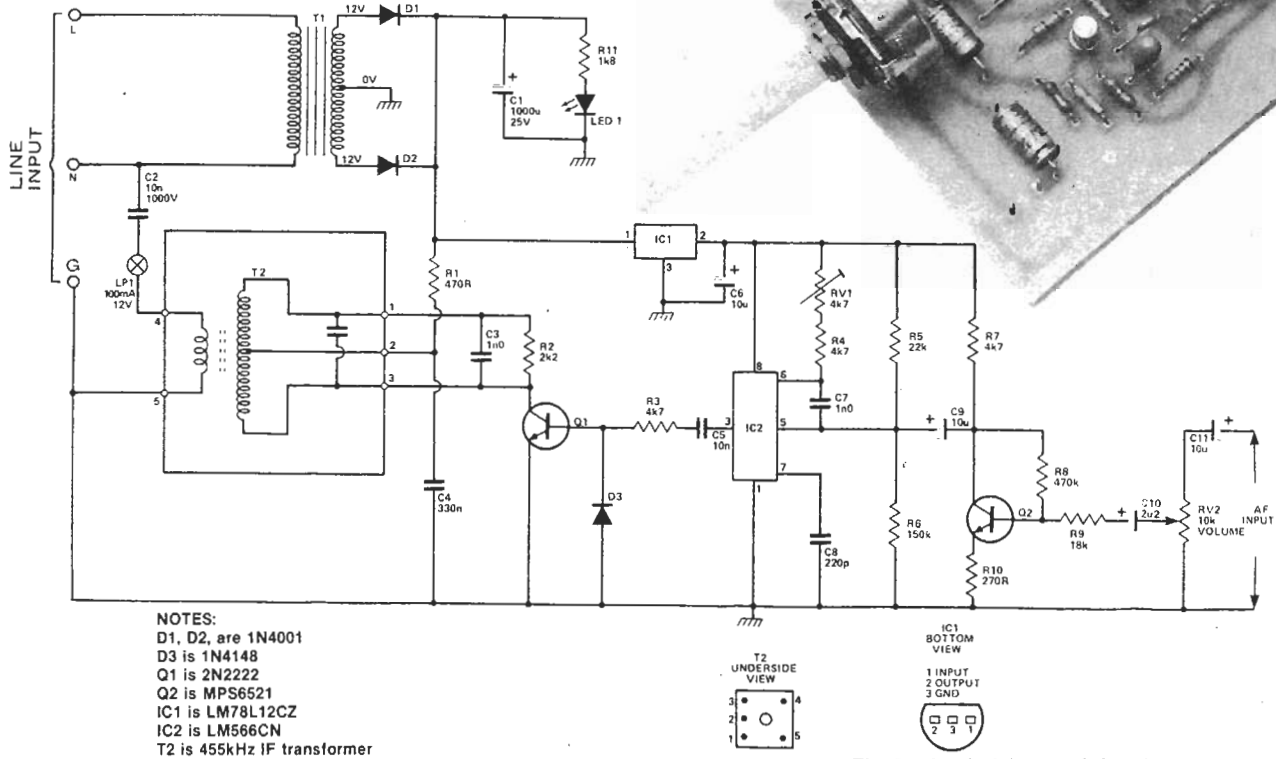 LINE INPUT
L
N
G
T1
12V
0V
12V
D1
D2
C1
1000u
25V
+
R11
1k8
LED 1
C2
10n
1000V
LP1
100mA
12V
T2
4
5
1
2
3
R1
470R
C3
1n0
R2
2k2
Q1
C4
330n
R3
4k7
C5
10n
D3
IC1
1
2
3
C6
10u
+
RV1
4k7
R4
4k7
IC2
8
6
3
5
7
1
C7
1n0
C8
220p
R5
22k
R6
150k
R7
4k7
C9
10u
+
R8
470k
Q2
R9
18k
R10
270R
C10
2u2
+
C11
10u
+
RV2
10k
VOLUME
AF
INPUT
NOTES:
D1, D2, are 1N4001
D3 is 1N4148
Q1 is 2N2222
Q2 is MPS6521
IC1 is LM78L12CZ
IC2 is LM566CN
T2 is 455kHz IF transformer
T2
UNDERSIDE
VIEW
3
4
2
1
5
IC1
BOTTOM
VIEW
1 INPUT
2 OUTPUT
3 GND
2 3 1